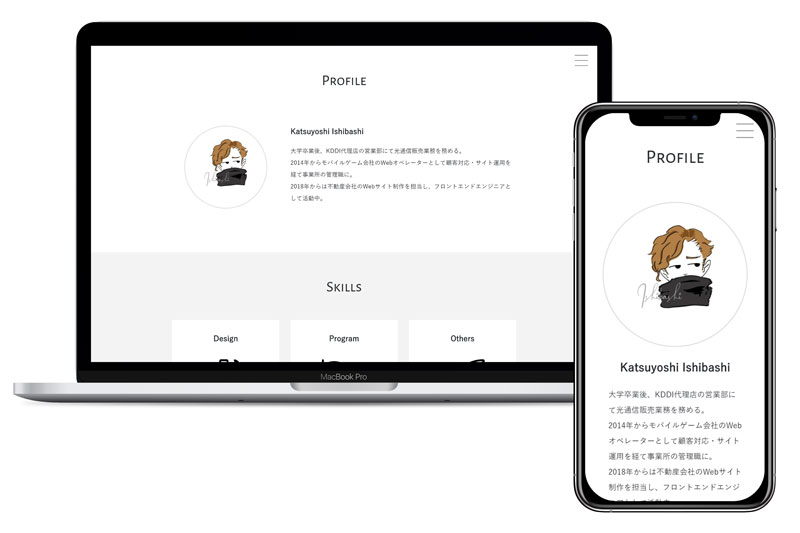 PROFILE
Katsuyoshi Ishibashi
大学卒業後、KDDI代理店の営業部にて光通信販売業務を務める。
2014年からモバイルゲーム会社のWebオペレーターとして顧客対応・サイト運用を
経て事業所の管理職に。
2018年からは不動産会社のWebサイト制作を担当し、フロントエンドエンジニアと
して活動中。
SKILLS
Design
Program
Others
MacBook Pro
PROFILE
Ishibashi
Katsuyoshi Ishibashi
大学卒業後、KDDI代理店の営業部に
て光通信販売業務を務める。
2014年からモバイルゲーム会社のWeb
オペレーターとして顧客対応・サイト
運用を経て事業所の管理職に。
2018年からは不動産会社のWebサイト
制作を担当し、フロントエンドエンジ